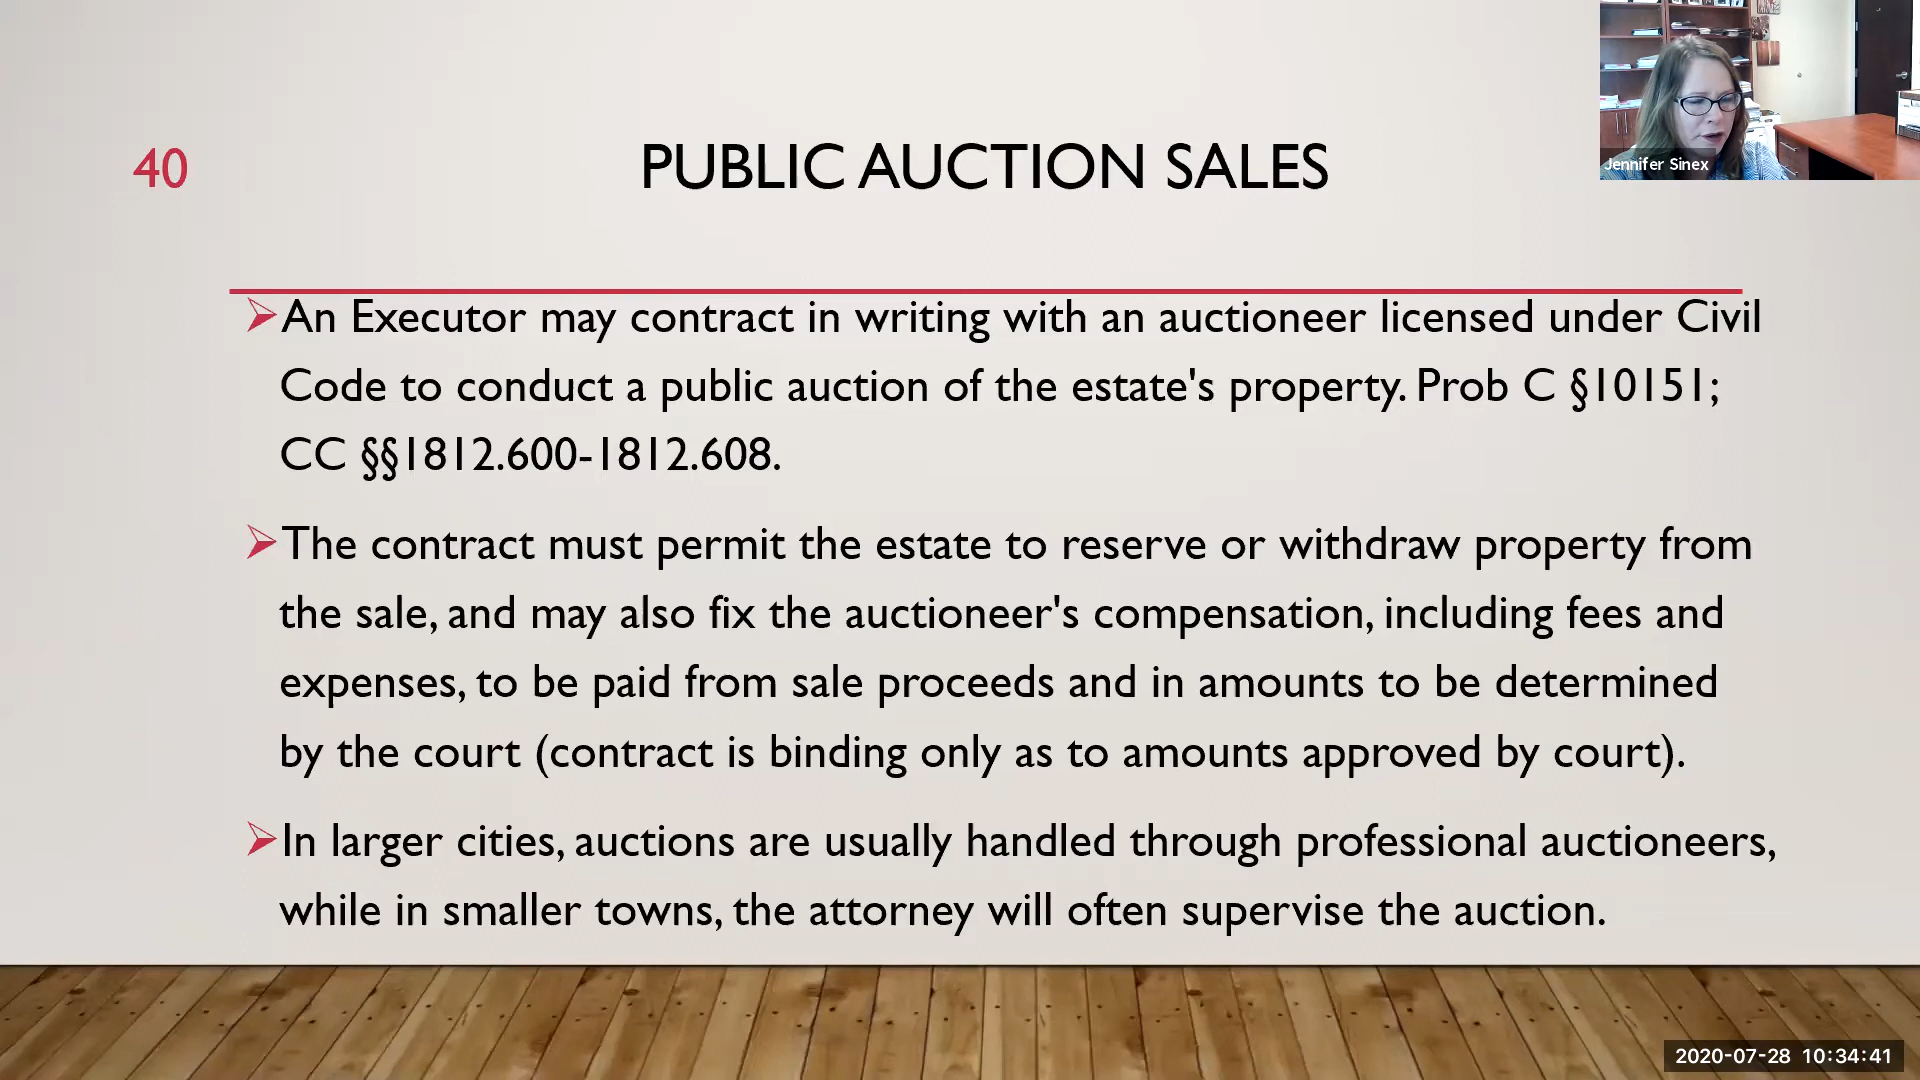 40
PUBLIC AUCTION SALES
Jennifer Sinex
An Executor may contract in writing with an auctioneer licensed under Civil
Code to conduct a public auction of the estate's property. Prob C §10151;
CC §§1812.600-1812.608.
The contract must permit the estate to reserve or withdraw property from
the sale, and may also fix the auctioneer's compensation, including fees and
expenses, to be paid from sale proceeds and in amounts to be determined
by the court (contract is binding only as to amounts approved by court).
In larger cities, auctions are usually handled through professional auctioneers,
while in smaller towns, the attorney will often supervise the auction.
2020-07-28 10:34:41